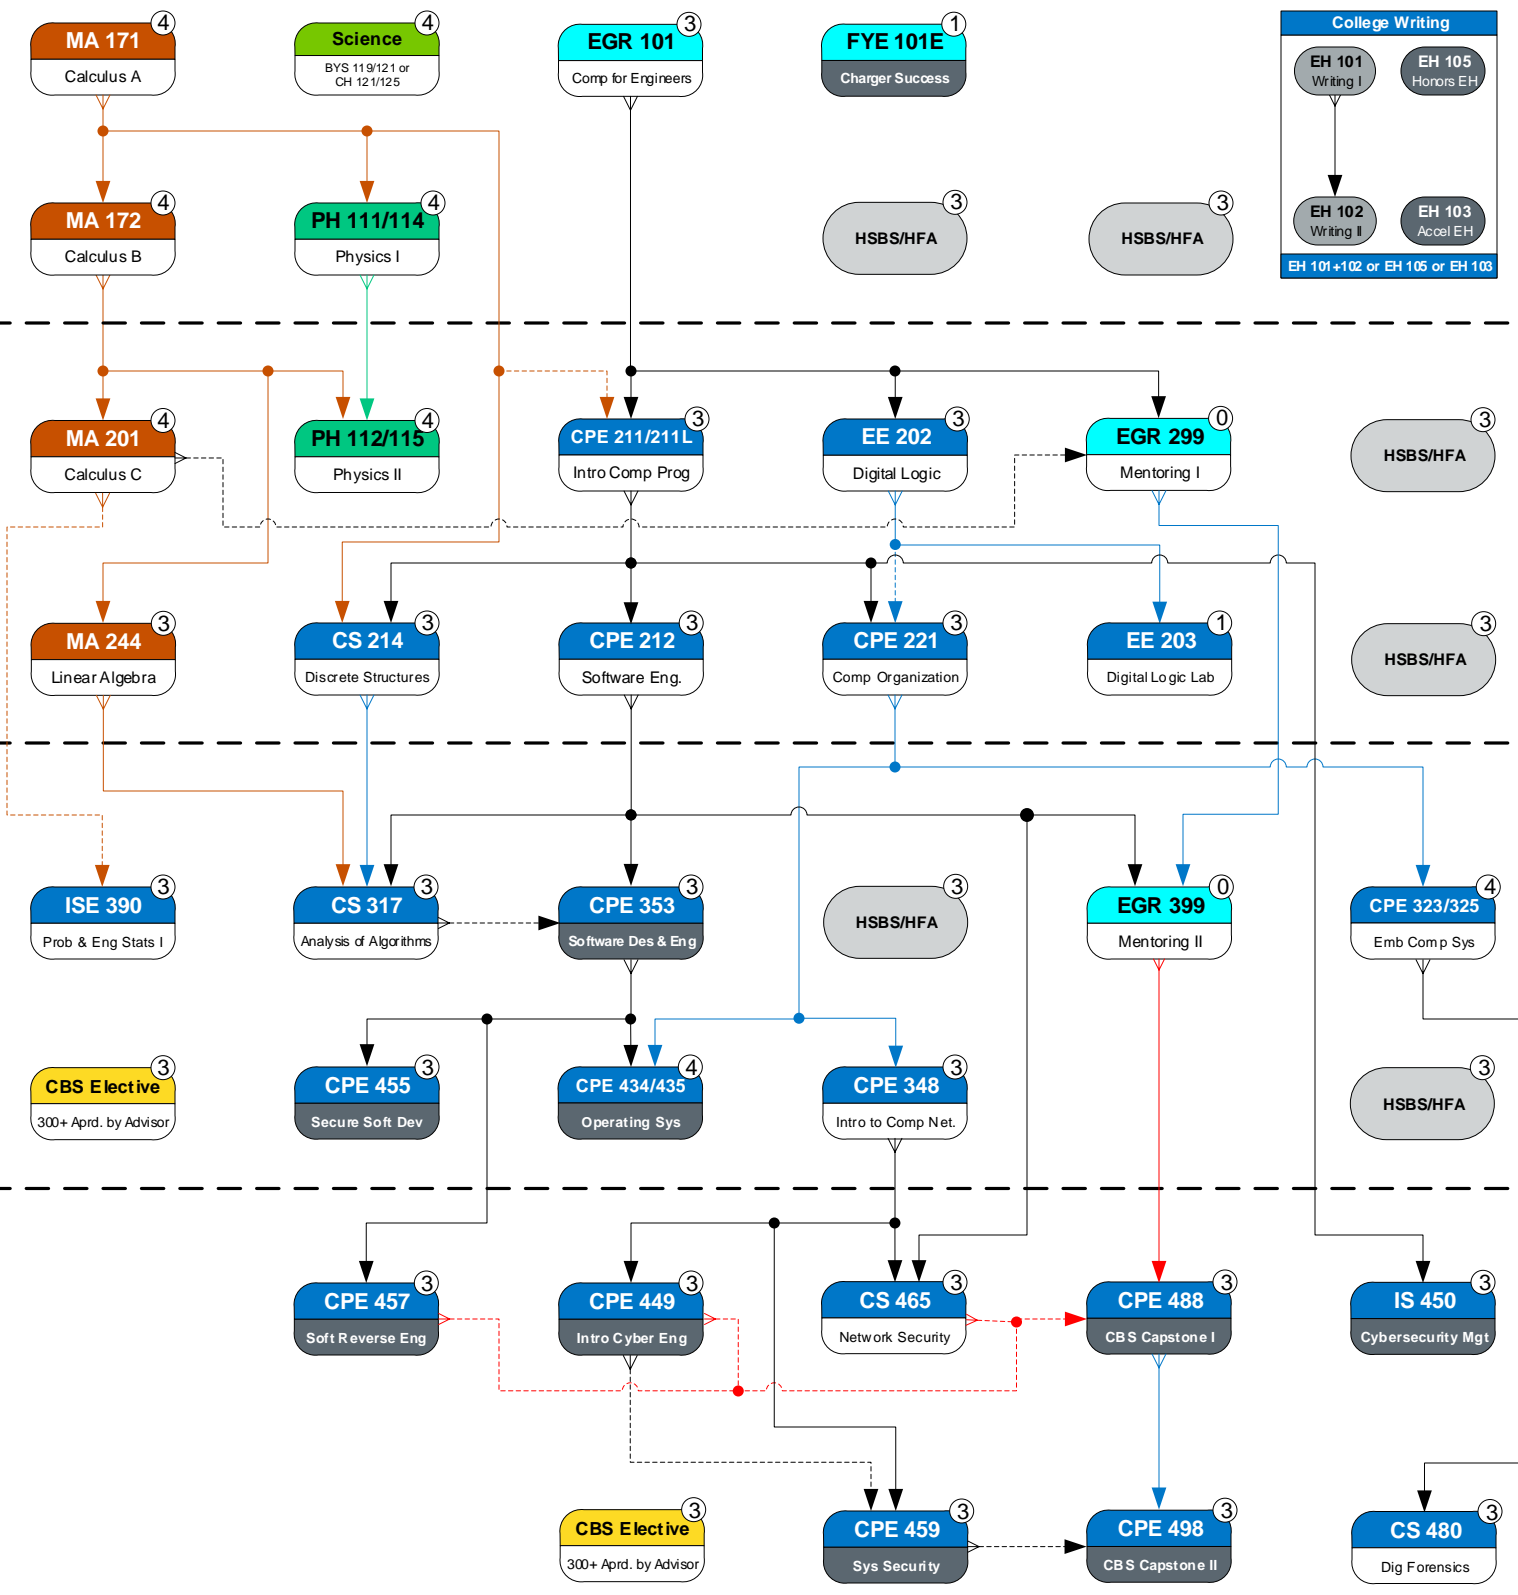 4
MA 171
Calculus A
4
Science
BYS 119/121 or
CH 121/125
3
EGR 101
Comp for Engineers
1
FYE 101E
Charger Success
College Writing
EH 101
Writing I
EH 105
Honors EH
EH 102
Writing II
EH 103
Accel EH
EH 101+102 or EH 105 or EH 103
4
MA 172
Calculus B
4
PH 111/114
Physics I
3
HSBS/HFA
3
HSBS/HFA
4
MA 201
Calculus C
4
PH 112/115
Physics II
3
CPE 211/211L
Intro Comp Prog
3
EE 202
Digital Logic
0
EGR 299
Mentoring I
3
HSBS/HFA
3
MA 244
Linear Algebra
3
CS 214
Discrete Structures
3
CPE 212
Software Eng.
3
CPE 221
Comp Organization
1
EE 203
Digital Logic Lab
3
HSBS/HFA
3
ISE 390
Prob & Eng Stats I
3
CS 317
Analysis of Algorithms
3
CPE 353
Software Des & Eng
3
HSBS/HFA
0
EGR 399
Mentoring II
4
CPE 323/325
Emb Comp Sys
3
CBS Elective
300+ Aprd. by Advisor
3
CPE 455
Secure Soft Dev
4
CPE 434/435
Operating Sys
3
CPE 348
Intro to Comp Net.
3
HSBS/HFA
3
CPE 457
Soft Reverse Eng
3
CPE 449
Intro Cyber Eng
3
CS 465
Network Security
3
CPE 488
CBS Capstone I
3
IS 450
Cybersecurity Mgt
3
CBS Elective
300+ Aprd. by Advisor
3
CPE 459
Sys Security
3
CPE 498
CBS Capstone II
3
CS 480
Dig Forensics